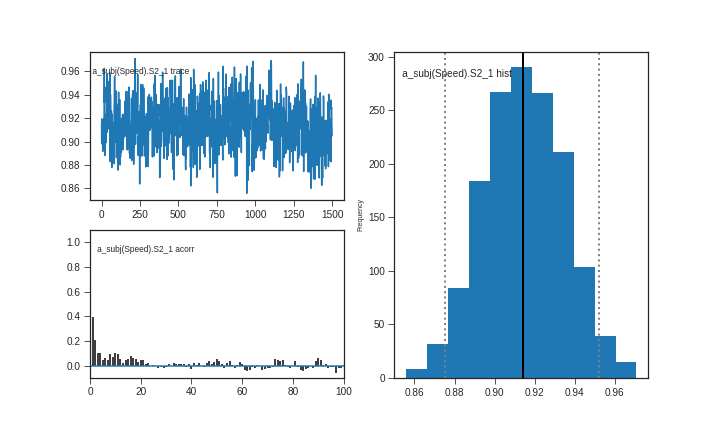 a_subj(Speed).S2_1 trace
0.96
0.94
0.92
0.90
0.88
0.86
0 250 500 750 1000 1250 1500
a_subj(Speed).S2_1 acorr
1.0
0.8
0.6
0.4
0.2
0.0
0 20 40 60 80 100
a_subj(Speed).S2_1 hist
Frequency
300
250
200
150
100
50
0
0.86 0.88 0.90 0.92 0.94 0.96